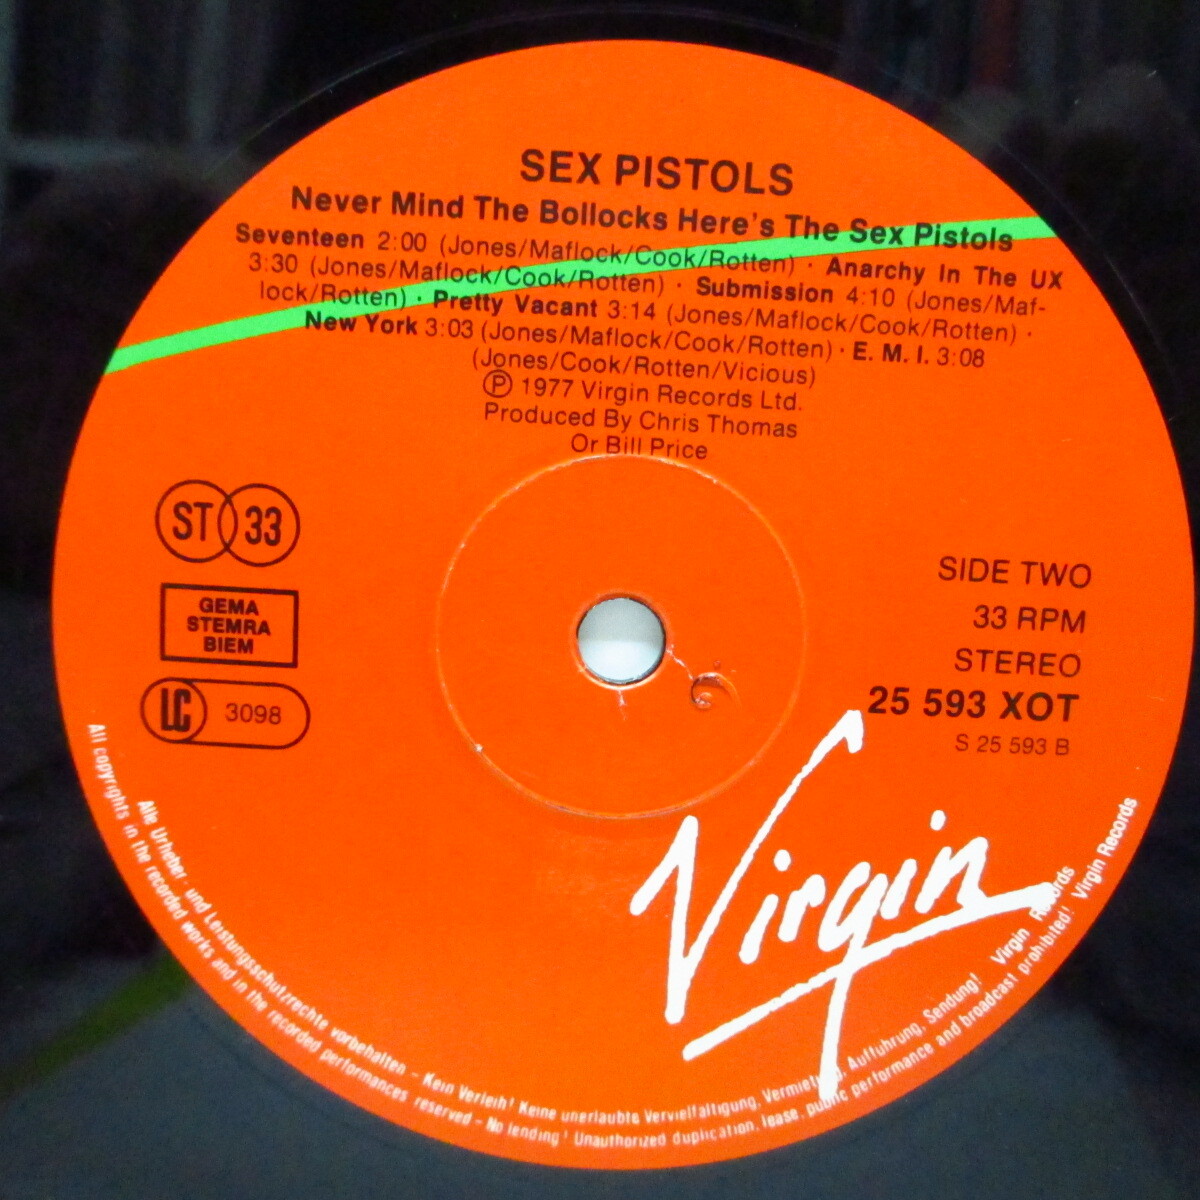 SEX PISTOLS
Never Mind The Bollocks Here's The Sex Pistols
Seventeen 2:00 (Jones/Maflock/Cook/Rotten) · Anarchy In The UX
3:30 (Jones/Maflock/Cook/Rotten) · Submission 4:10 (Jones/Maf-
lock/Rotten) · Pretty Vacant 3:14 (Jones/Maflock/Cook/Rotten) ·
New York 3:03 (Jones/Maflock/Cook/Rotten) · E. M. I. 3:08
(Jones/Cook/Rotten/Vicious)
Ⓟ 1977 Virgin Records Ltd.
Produced By Chris Thomas
Or Bill Price
ST 33
GEMA
STEMRA
BIEM
LC 3098
SIDE TWO
33 RPM
STEREO
25 593 XOT
S 25 593 B
Virgin
Alle Urheber- und Leistungsschutzrechte vorbehalten – Kein Verleih! Keine unerlaubte Vervielfältigung, Vermietung, Aufführung, Sendung! Virgin Records
All copyrights in the recorded works and in the recorded performances reserved – No lending! Unauthorized duplication, lease, public performance and broadcast prohibited! Virgin Records